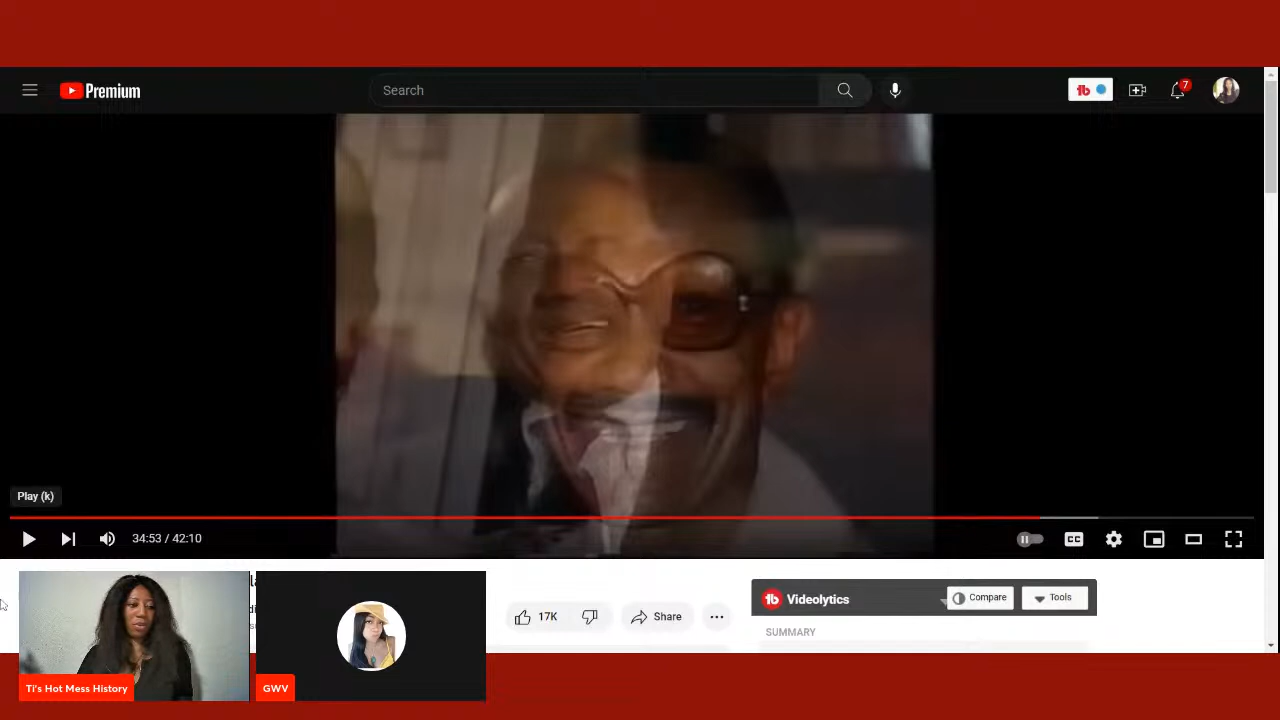 Premium
Search
7
Play (k)
34:53 / 42:10
CC
17K
Share
Videolytics
Compare
Tools
SUMMARY
Ti's Hot Mess History
GWV